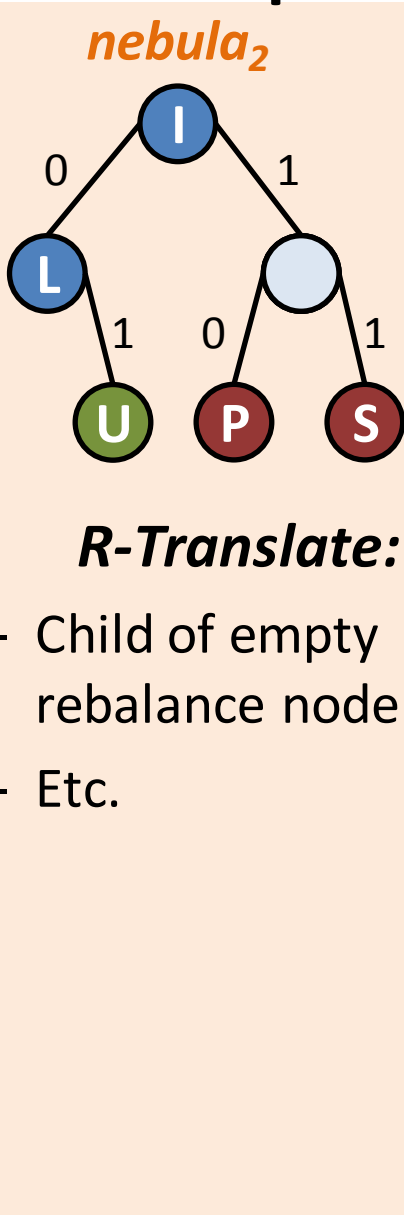 nebula₂
I
0 1
L
1 0 1
U P S
R-Translate:
- Child of empty
rebalance node
- Etc.